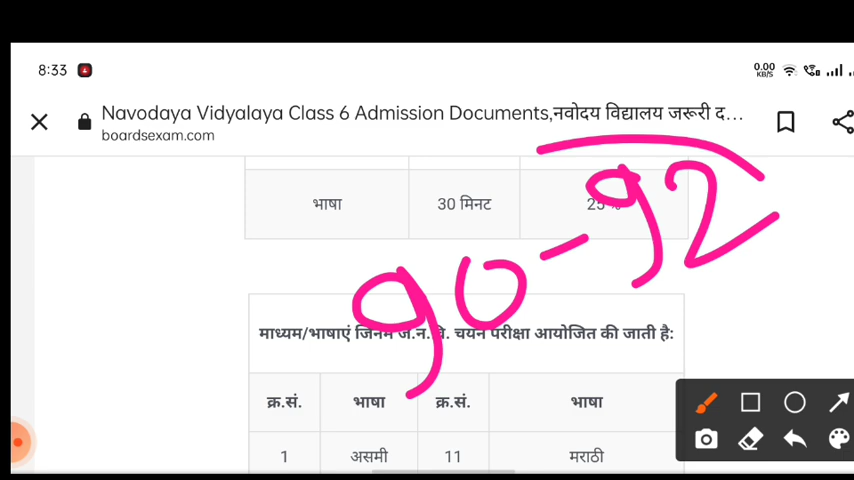 8:33
0.00 KB/S
Navodaya Vidyalaya Class 6 Admission Documents,नवोदय विद्यालय जरूरी द...
boardsexam.com
भाषा 30 मिनट
90-92
माध्यम/भाषाएं जिनमें ज.न.वि. चयन परीक्षा आयोजित की जाती है:
क्र.सं. भाषा क्र.सं. भाषा
1 असमी 11 मराठी